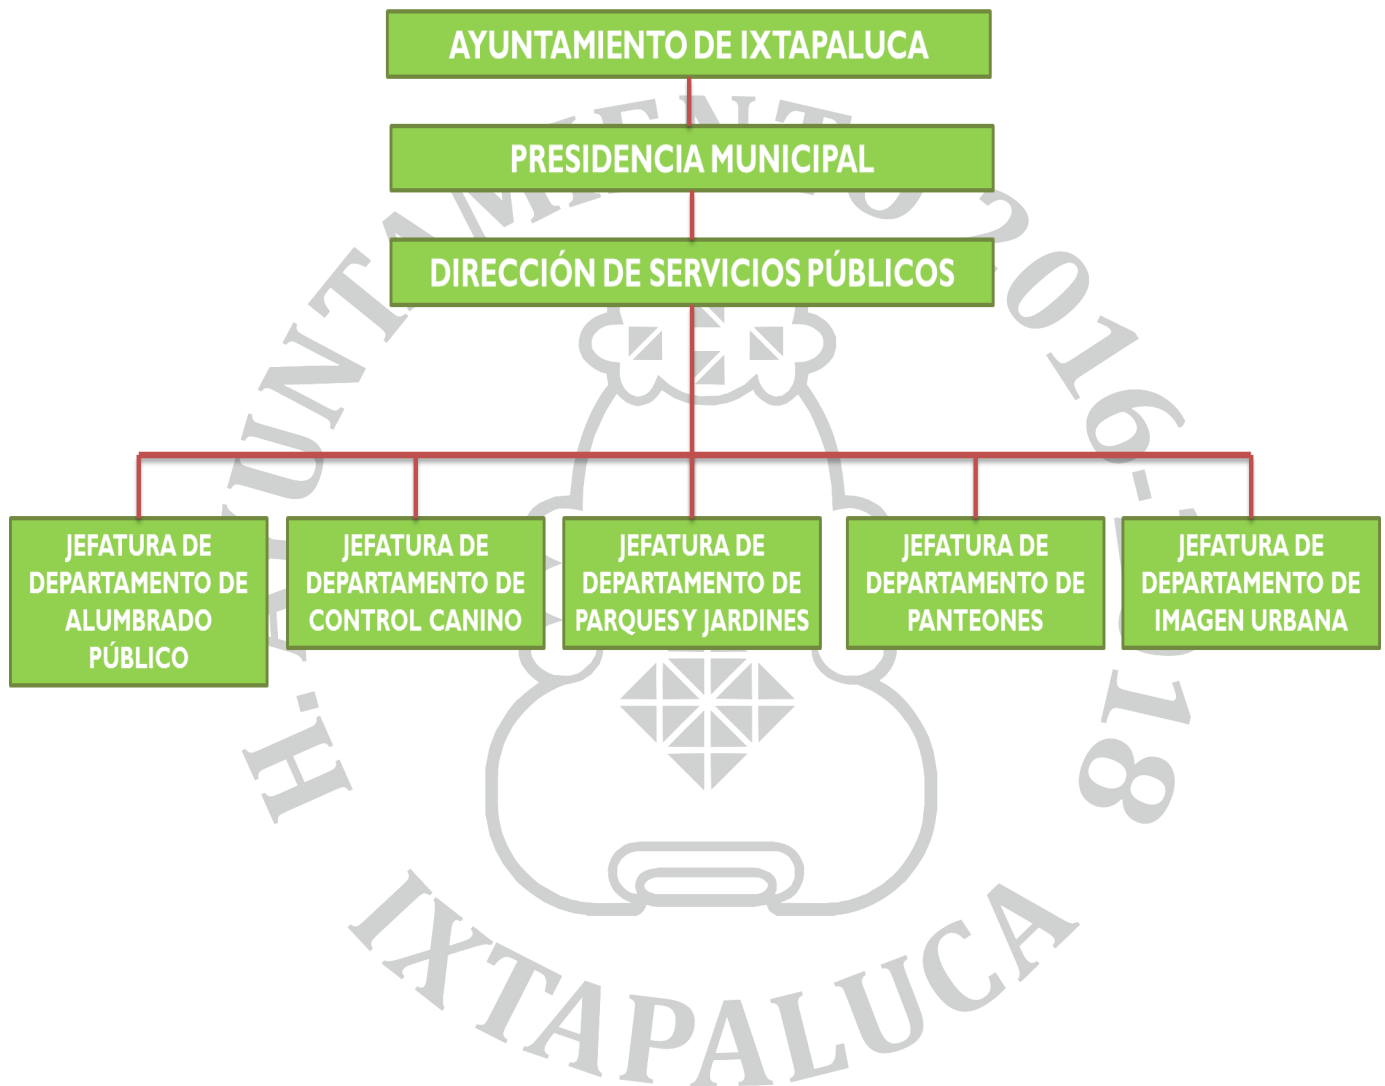 AYUNTAMIENTO DE IXTAPALUCA
PRESIDENCIA MUNICIPAL
DIRECCIÓN DE SERVICIOS PÚBLICOS
JEFATURA DE
DEPARTAMENTO DE
ALUMBRADO
PÚBLICO
JEFATURA DE
DEPARTAMENTO DE
CONTROL CANINO
JEFATURA DE
DEPARTAMENTO DE
PARQUES Y JARDINES
JEFATURA DE
DEPARTAMENTO DE
PANTEONES
JEFATURA DE
DEPARTAMENTO DE
IMAGEN URBANA
H. AYUNTAMIENTO 2016-2018
IXTAPALUCA